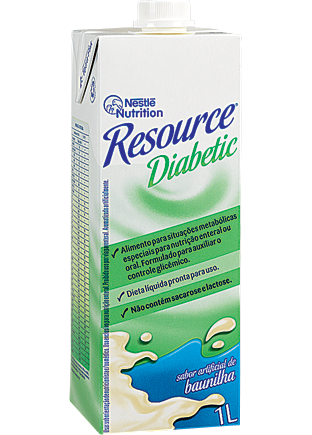 Nestlé
Nutrition
Resource®
Diabetic
✓ Alimento para situações metabólicas
especiais para nutrição enteral ou
oral. Formulado para auxiliar o
controle glicêmico.
✓ Dieta líquida pronta para uso.
✓ Não contém sacarose e lactose.
sabor artificial de
baunilha
1L